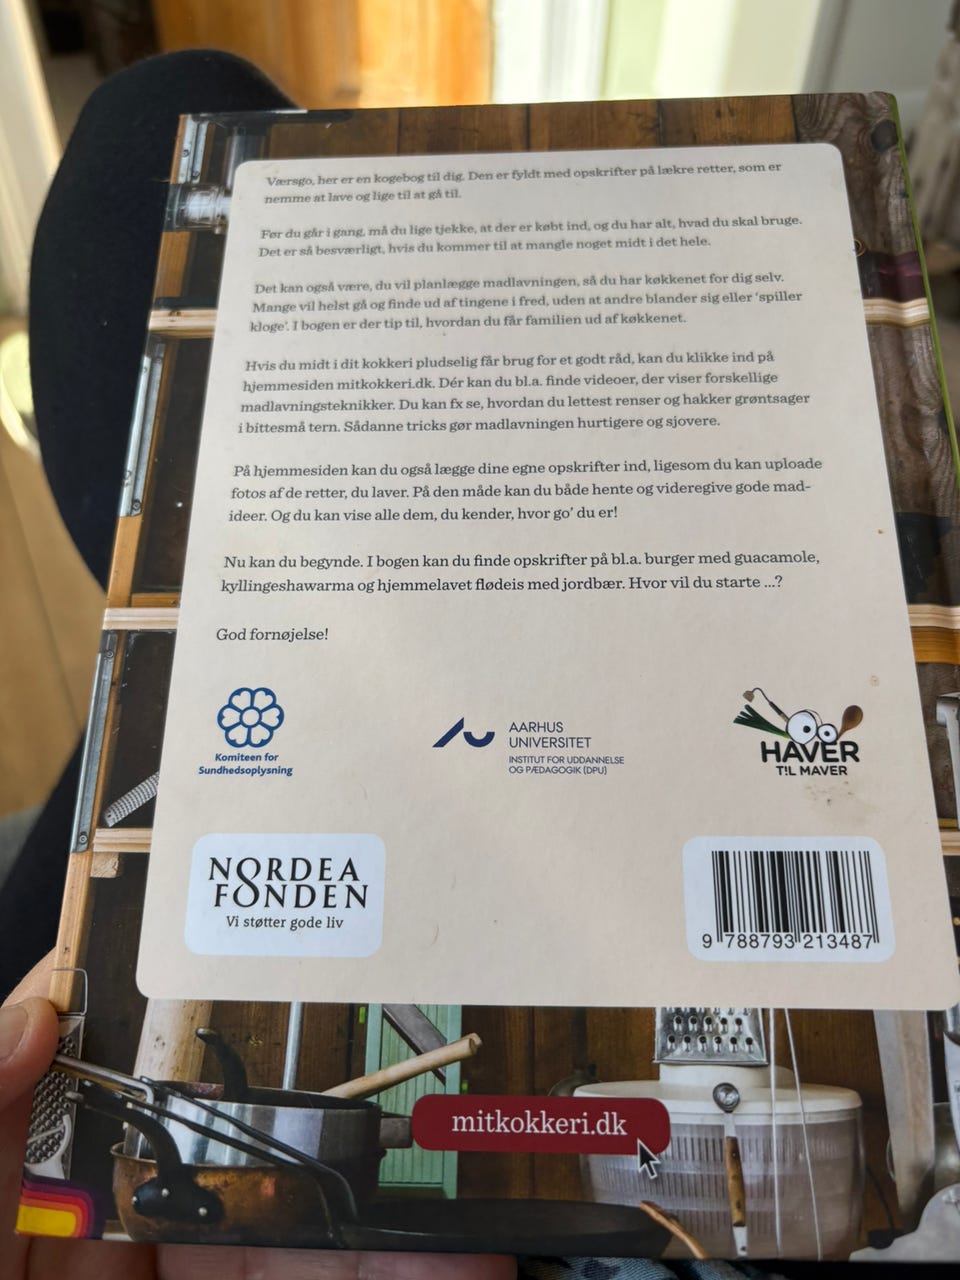 Værsgo, her er en kogebog til dig. Den er fyldt med opskrifter på lækre retter, som er
nemme at lave og lige til at gå til.
Før du går i gang, må du lige tjekke, at der er købt ind, og du har alt, hvad du skal bruge.
Det er så besværligt, hvis du kommer til at mangle noget midt i det hele.
Det kan også være, du vil planlægge madlavningen, så du har køkkenet for dig selv.
Mange vil helst gå og finde ud af tingene i fred, uden at andre blander sig eller 'spiller
kloge'. I bogen er der tip til, hvordan du får familien ud af køkkenet.
Hvis du midt i dit kokkeri pludselig får brug for et godt råd, kan du klikke ind på
hjemmesiden mitkokkeri.dk. Dér kan du bl.a. finde videoer, der viser forskellige
madlavningsteknikker. Du kan fx se, hvordan du lettest renser og hakker grøntsager
i bittesmå tern. Sådanne tricks gør madlavningen hurtigere og sjovere.
På hjemmesiden kan du også lægge dine egne opskrifter ind, ligesom du kan uploade
fotos af de retter, du laver. På den måde kan du både hente og videregive gode mad-
ideer. Og du kan vise alle dem, du kender, hvor go' du er!
Nu kan du begynde. I bogen kan du finde opskrifter på bl.a. burger med guacamole,
kyllingeshawarma og hjemmelavet flødeis med jordbær. Hvor vil du starte ...?
God fornøjelse!
Komiteen for
Sundhedsoplysning
AARHUS
UNIVERSITET
INSTITUT FOR UDDANNELSE
OG PÆDAGOGIK (DPU)
HAVER
T!L MAVER
NORDEA
FONDEN
Vi støtter gode liv
9 788793 213487
mitkokkeri.dk